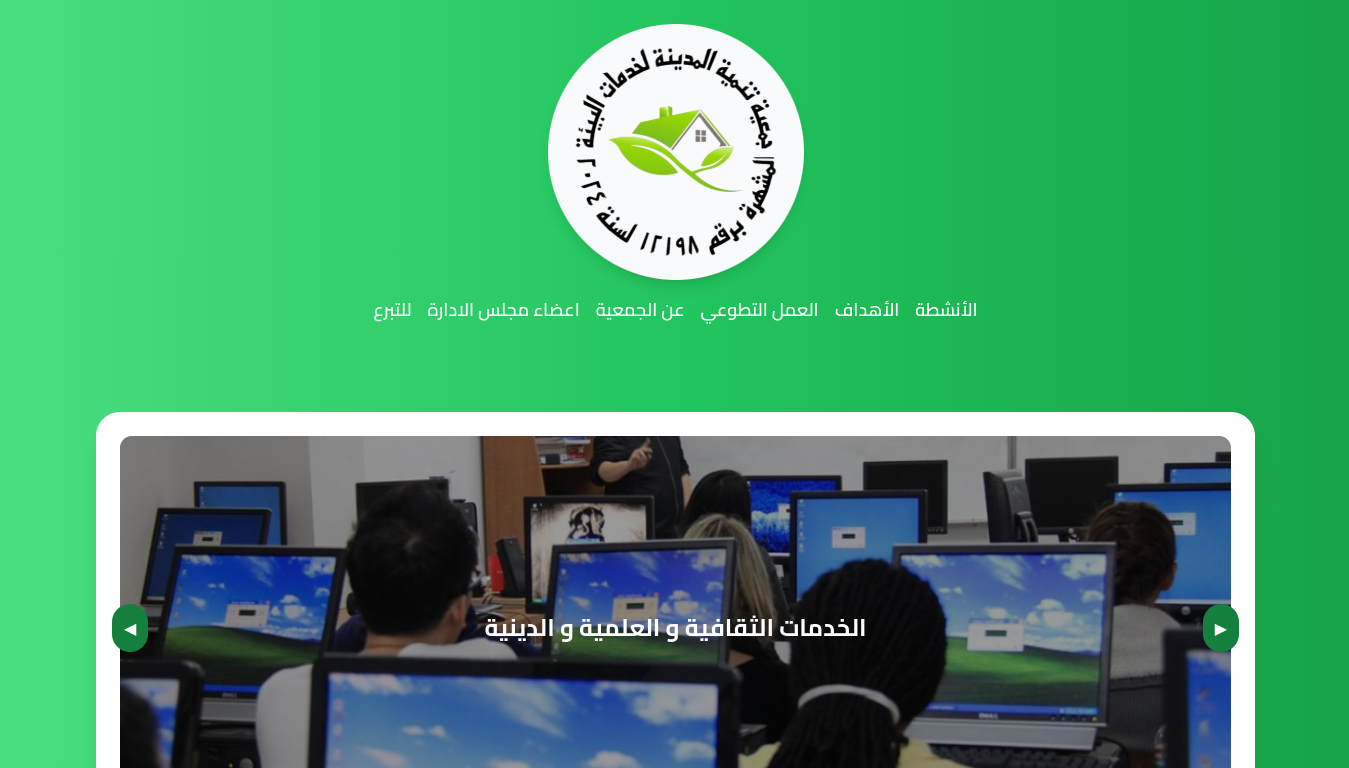 جمعية تنمية المدينة لخدمات البيئة
المشهرة برقم ١٢١٩٨ لسنة ٢٠٢٤
الأنشطة الأهداف العمل التطوعي عن الجمعية اعضاء مجلس الادارة للتبرع
الخدمات الثقافية و العلمية و الدينية